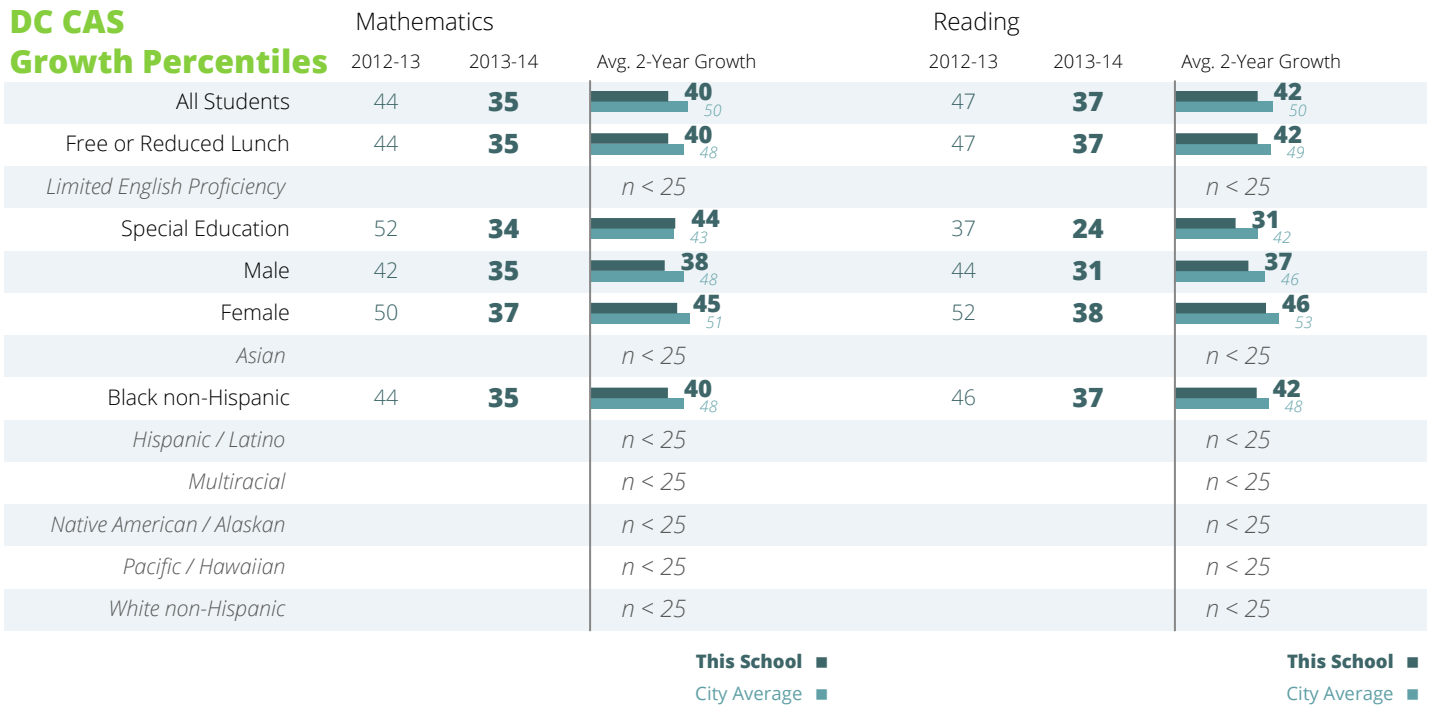 DC CAS
Growth Percentiles
Mathematics
Reading
2012-13 2013-14 Avg. 2-Year Growth 2012-13 2013-14 Avg. 2-Year Growth
All Students 44 35 40 50 47 37 42 50
Free or Reduced Lunch 44 35 40 48 47 37 42 49
Limited English Proficiency n < 25 n < 25
Special Education 52 34 44 43 37 24 31 42
Male 42 35 38 48 44 31 37 46
Female 50 37 45 51 52 38 46 53
Asian n < 25 n < 25
Black non-Hispanic 44 35 40 48 46 37 42 48
Hispanic / Latino n < 25 n < 25
Multiracial n < 25 n < 25
Native American / Alaskan n < 25 n < 25
Pacific / Hawaiian n < 25 n < 25
White non-Hispanic n < 25 n < 25
This School This School
City Average City Average